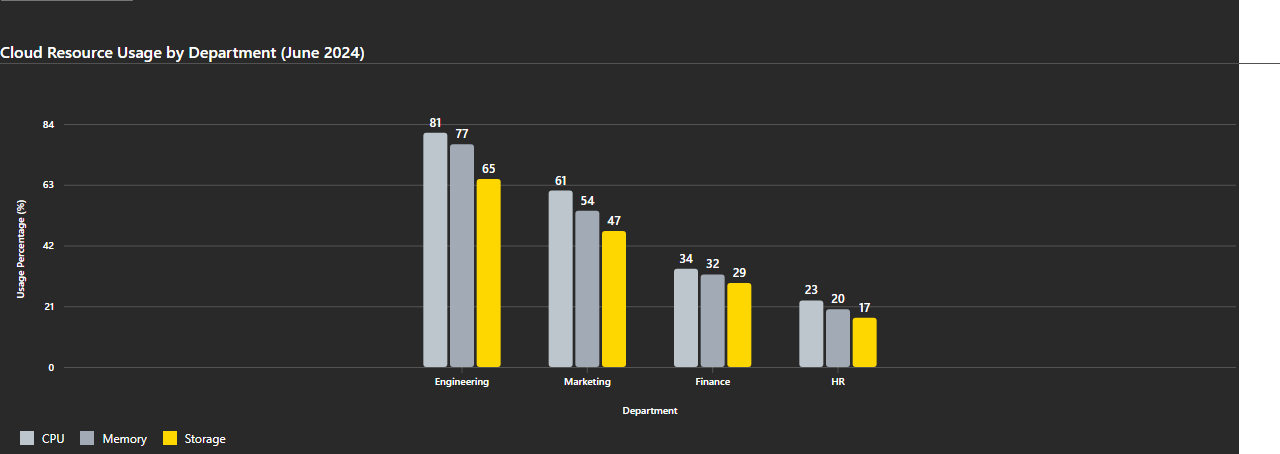 Cloud Resource Usage by Department (June 2024)
84
63
42
21
0
Usage Percentage (%)
81
77
65
61
54
47
34
32
29
23
20
17
Engineering
Marketing
Finance
HR
Department
CPU
Memory
Storage